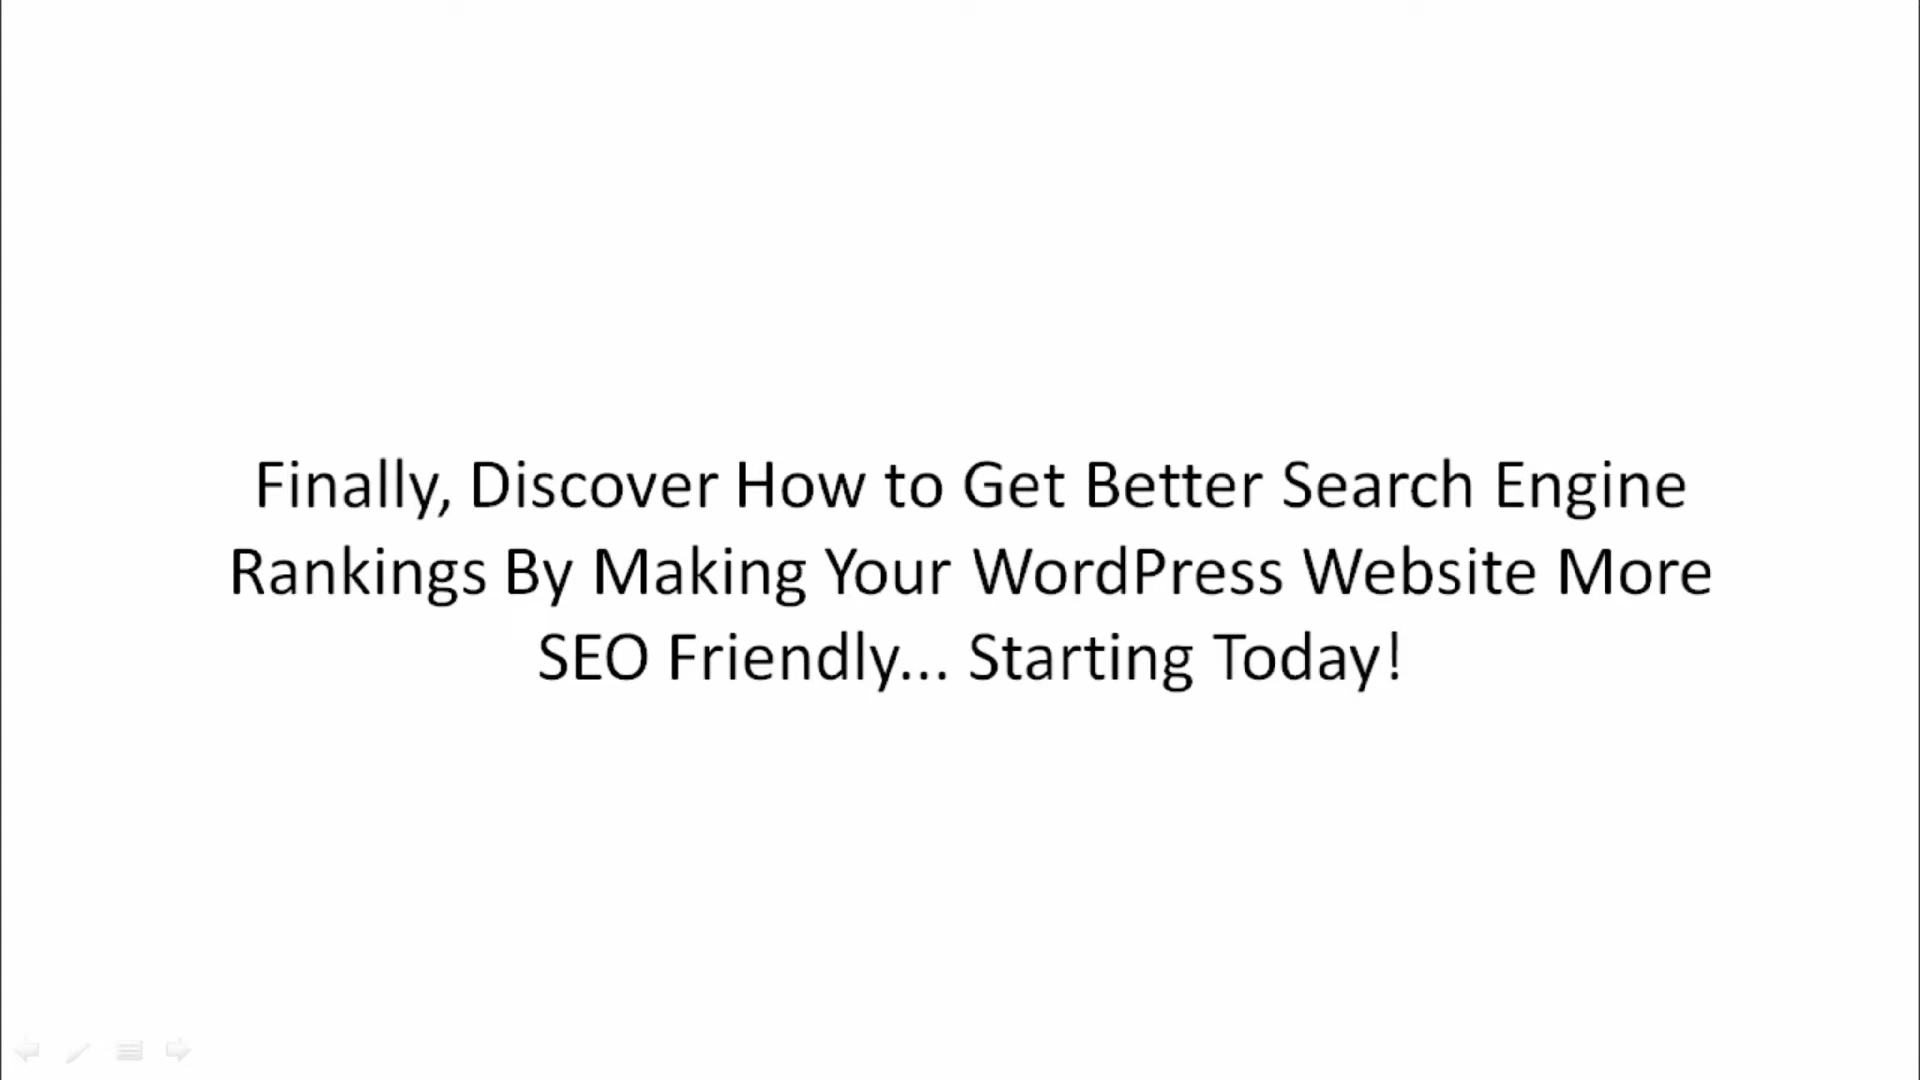 Finally, Discover How to Get Better Search Engine
Rankings By Making Your WordPress Website More
SEO Friendly... Starting Today!